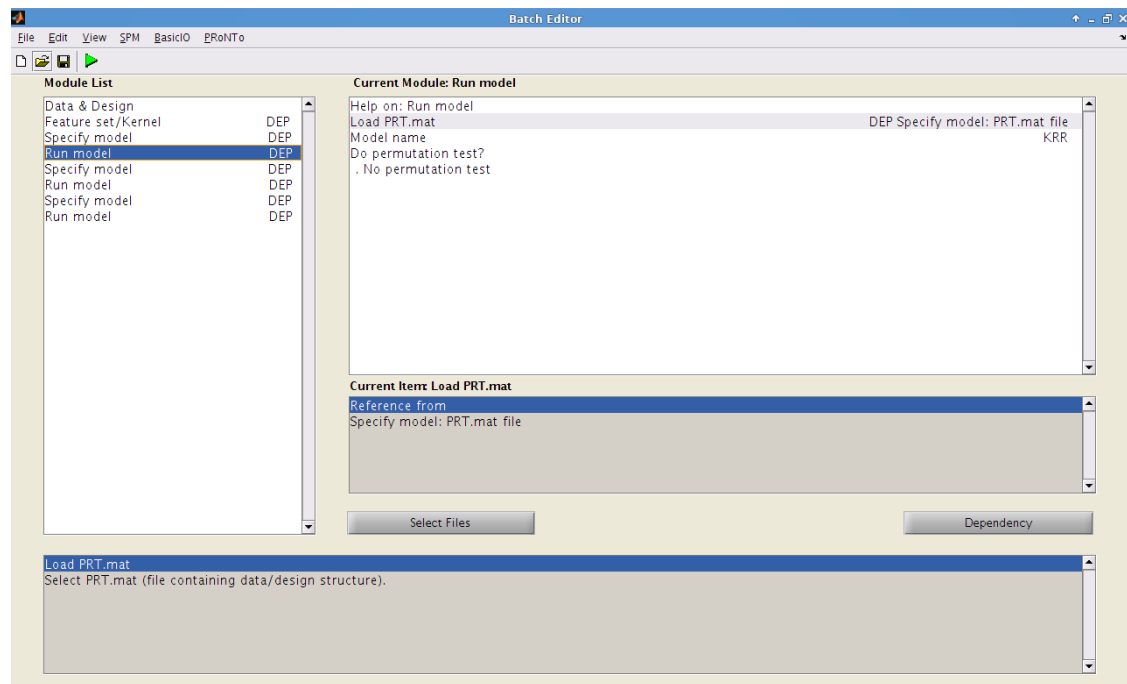 Batch Editor
File Edit View SPM BasicIO PRoNTo
Module List
Data & Design
Feature set/Kernel DEP
Specify model DEP
Run model DEP
Specify model DEP
Run model DEP
Specify model DEP
Run model DEP
Current Module: Run model
Help on: Run model
Load PRT.mat DEP Specify model: PRT.mat file
Model name KRR
Do permutation test?
. No permutation test
Current Item: Load PRT.mat
Reference from
Specify model: PRT.mat file
Select Files Dependency
Load PRT.mat
Select PRT.mat (file containing data/design structure).